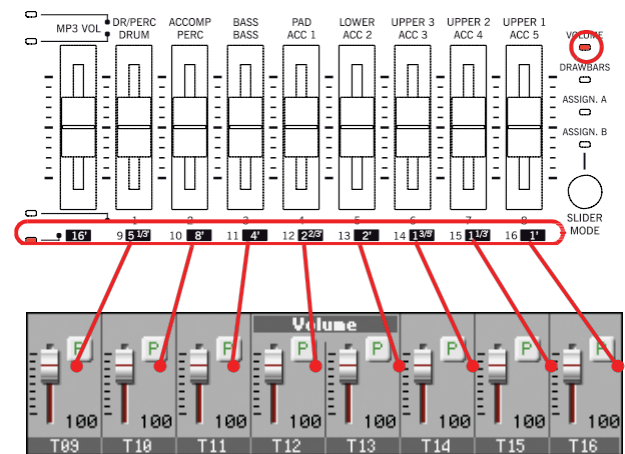 MP3 VOL DR/PERC ACCOMP BASS PAD LOWER UPPER 3 UPPER 2 UPPER 1
DRUM PERC BASS ACC 1 ACC 2 ACC 3 ACC 4 ACC 5
VOLUME
DRAWBARS
ASSIGN. A
ASSIGN. B
SLIDER
MODE
1 2 3 4 5 6 7 8
16' 9 5 1/3' 10 8' 11 4' 12 2 2/3' 13 2' 14 1 3/5' 15 1 1/3' 16 1'
Volume
P P P P P P P P
100 100 100 100 100 100 100 100
T09 T10 T11 T12 T13 T14 T15 T16